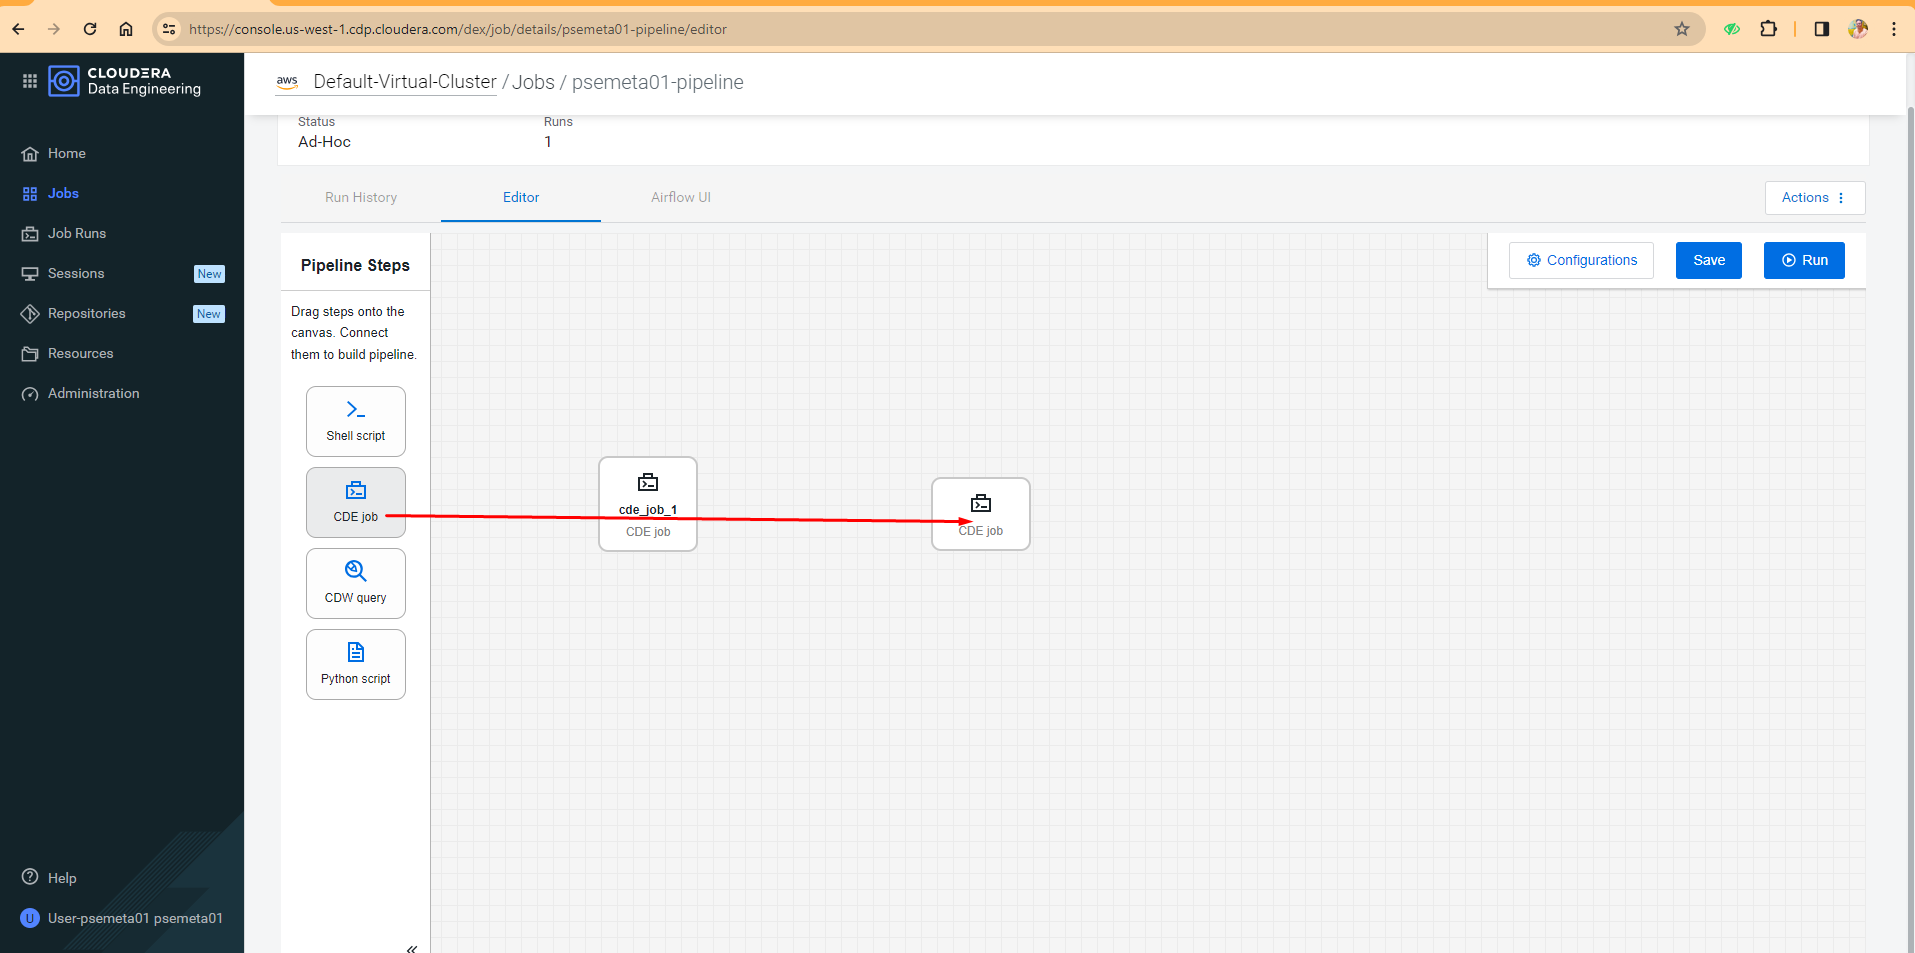 https://console.us-west-1.cdp.cloudera.com/dex/job/details/psemeta01-pipeline/editor
CLOUDERA
Data Engineering
Home
Jobs
Job Runs
Sessions New
Repositories New
Resources
Administration
Help
U User-psemeta01 psemeta01
aws Default-Virtual-Cluster / Jobs / psemeta01-pipeline
Status Runs
Ad-Hoc 1
Run History Editor Airflow UI Actions
Pipeline Steps
Configurations Save Run
Drag steps onto the
canvas. Connect
them to build pipeline.
Shell script
CDE job
CDW query
Python script
cde_job_1
CDE job
CDE job